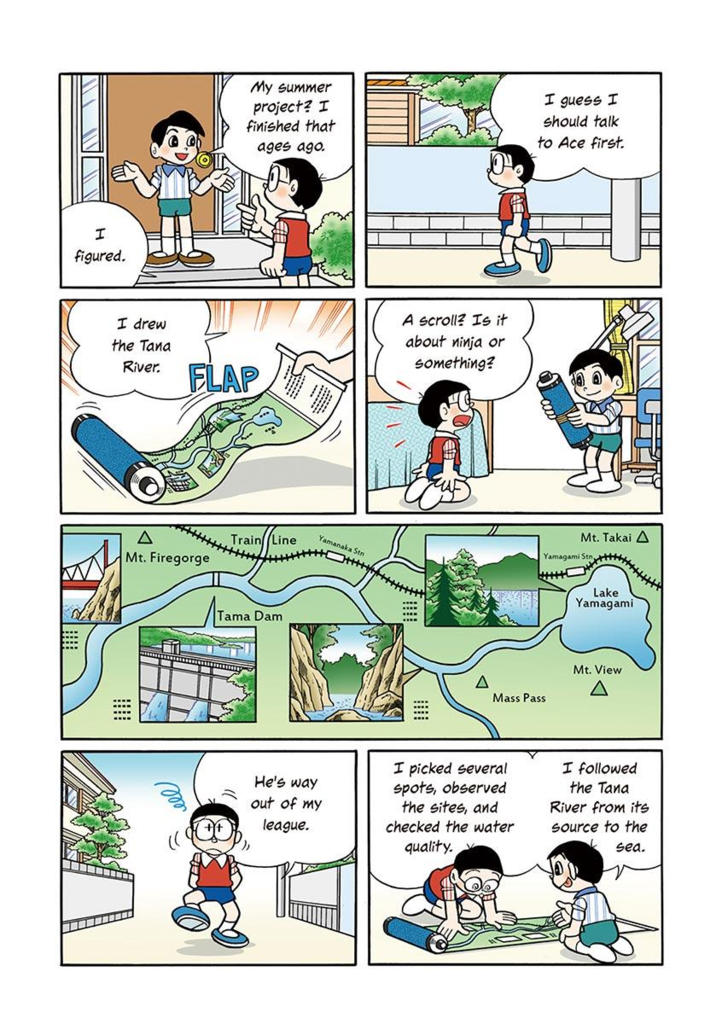 I guess I
should talk
to Ace first.
My summer
project? I
finished that
ages ago.
I
figured.
A scroll? Is it
about ninja or
something?
I drew
the Tana
River.
FLAP
Mt. Firegorge
Train Line
Yamanaka Stn
Yamagami Stn
Mt. Takai
Lake
Yamagami
Tama Dam
Mass Pass
Mt. View
I followed
the Tana
River from its
source to the
sea.
I picked several
spots, observed
the sites, and
checked the water
quality.
He's way
out of my
league.